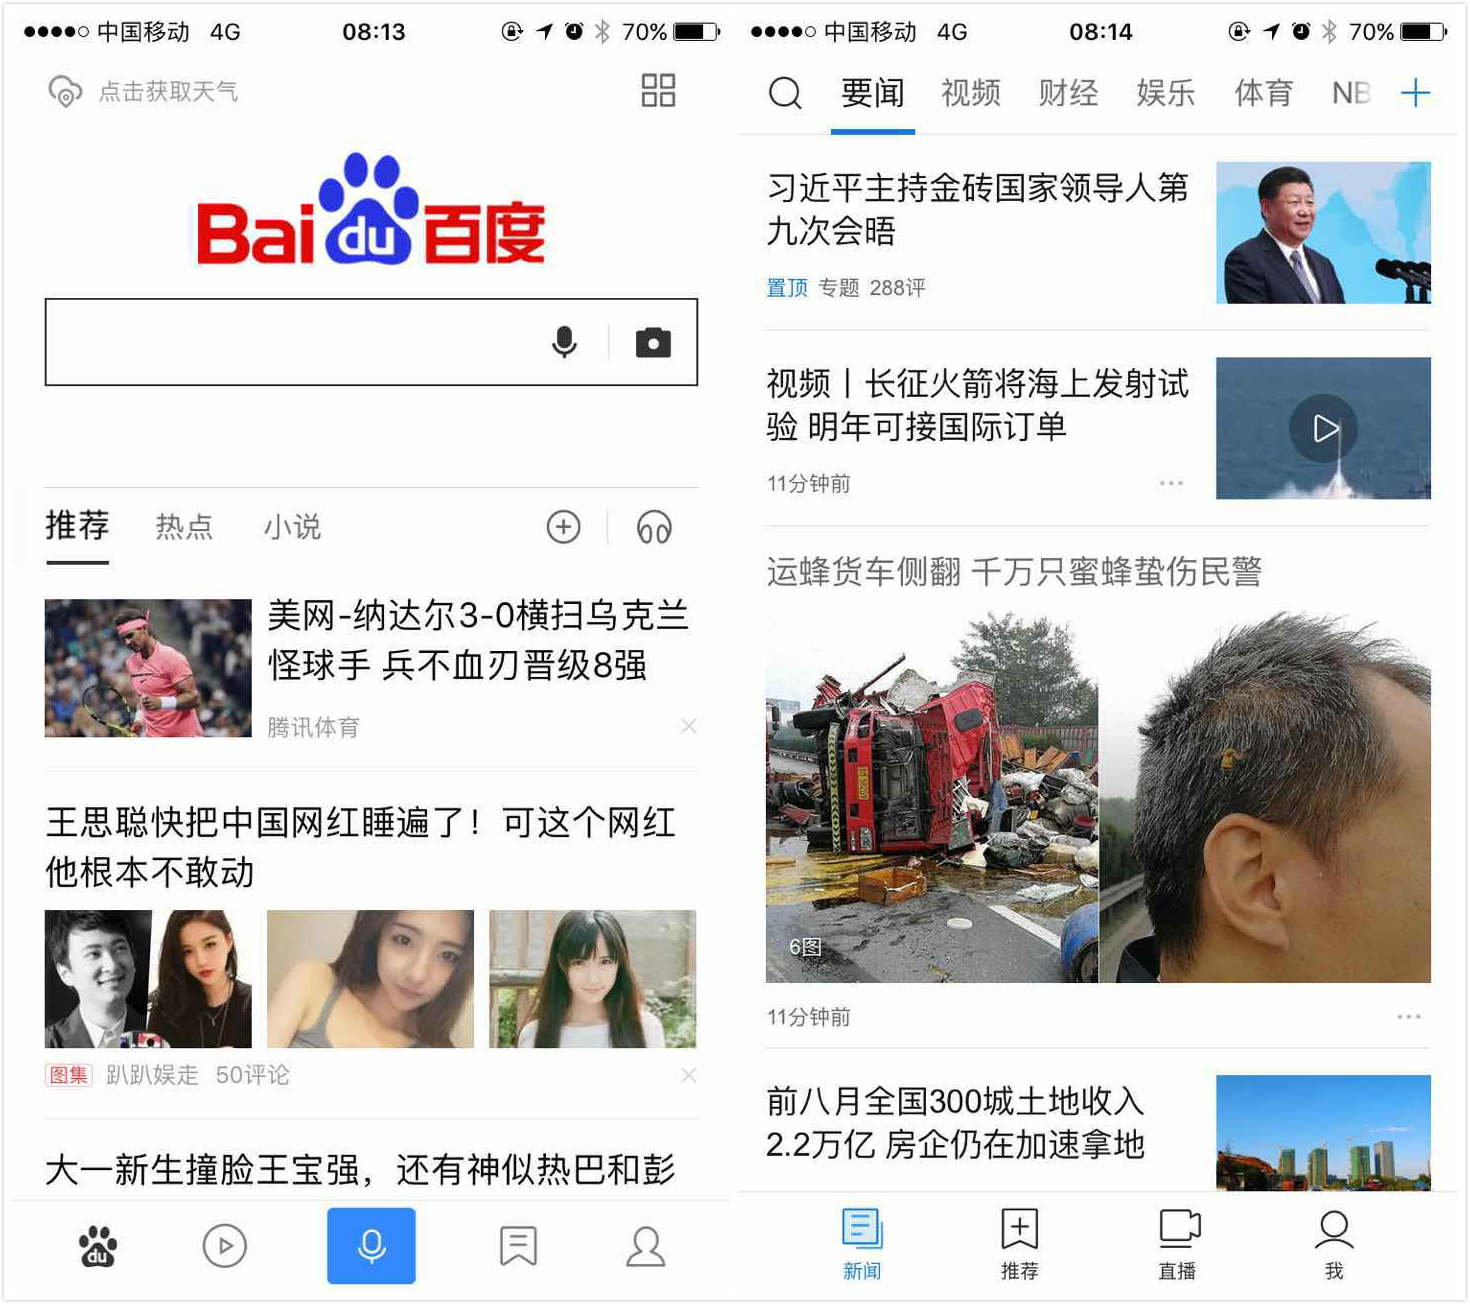 中国移动 4G 08:13 70%
点击获取天气
Bai du 百度
推荐 热点 小说
美网-纳达尔3-0横扫乌克兰
怪球手 兵不血刃晋级8强
腾讯体育
王思聪快把中国网红睡遍了！可这个网红
他根本不敢动
图集 趴趴娱走 50评论
大一新生撞脸王宝强，还有神似热巴和彭
du
中国移动 4G 08:14 70%
要闻 视频 财经 娱乐 体育 NB
习近平主持金砖国家领导人第
九次会晤
置顶 专题 288评
视频丨长征火箭将海上发射试
验 明年可接国际订单
11分钟前
运蜂货车侧翻 千万只蜜蜂蛰伤民警
6图
11分钟前
前八月全国300城土地收入
2.2万亿 房企仍在加速拿地
新闻 推荐 直播 我